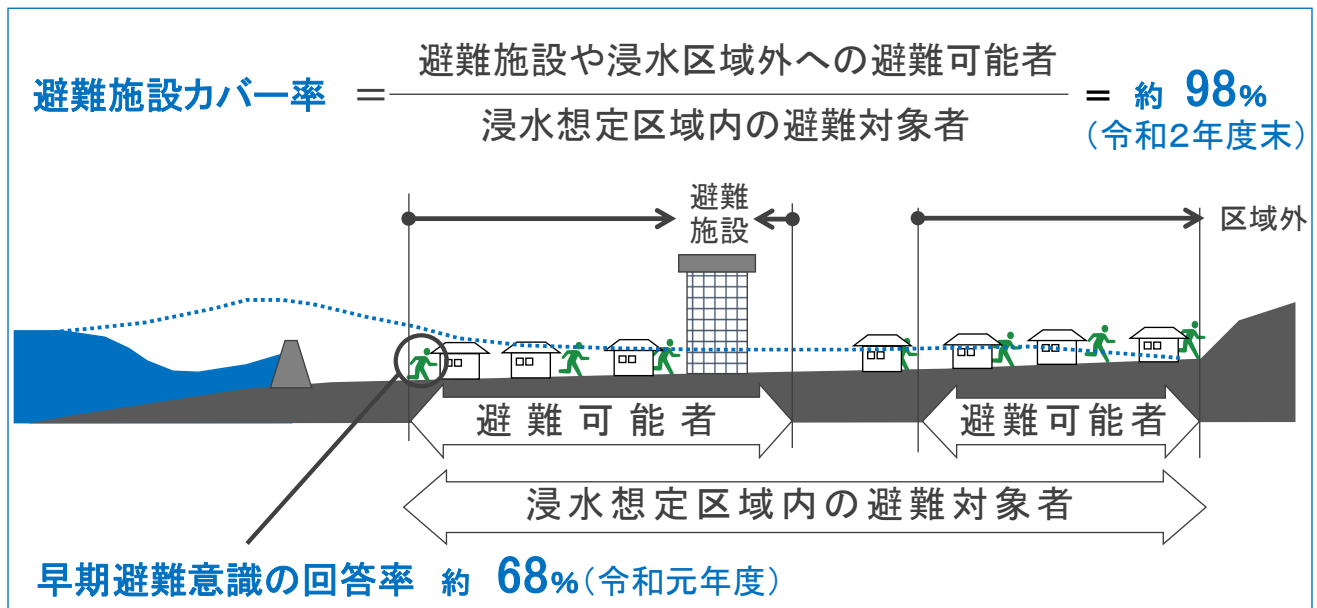 避難施設や浸水区域外への避難可能者
避難施設カバー率 = = 約 98%
浸水想定区域内の避難対象者
(令和2年度末)
避難
施設
区域外
避難可能者
避難可能者
浸水想定区域内の避難対象者
早期避難意識の回答率 約 68%(令和元年度)